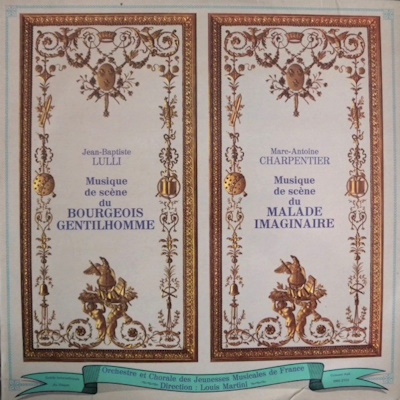 Jean-Baptiste
LULLI
Musique
de scène
du
BOURGEOIS
GENTILHOMME
Marc-Antoine
CHARPENTIER
Musique
de scène
du
MALADE
IMAGINAIRE
Orchestre et Chorale des Jeunesses Musicales de France
Direction : Louis Martini